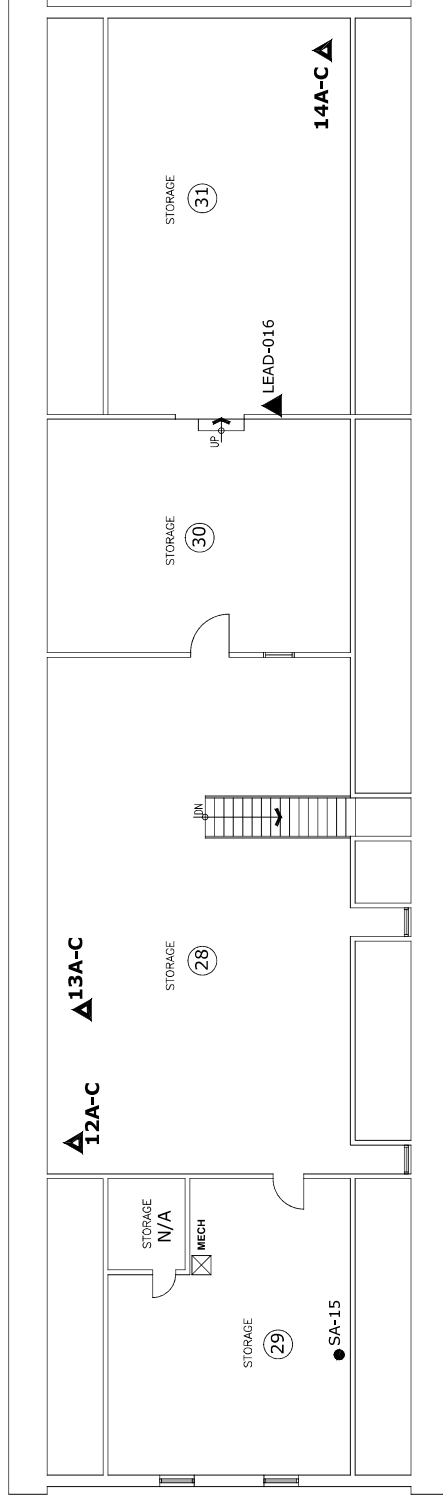 14A-C
STORAGE
31
LEAD-016
UP
STORAGE
30
DN
13A-C
STORAGE
28
12A-C
STORAGE
N/A
MECH
STORAGE
29
SA-15